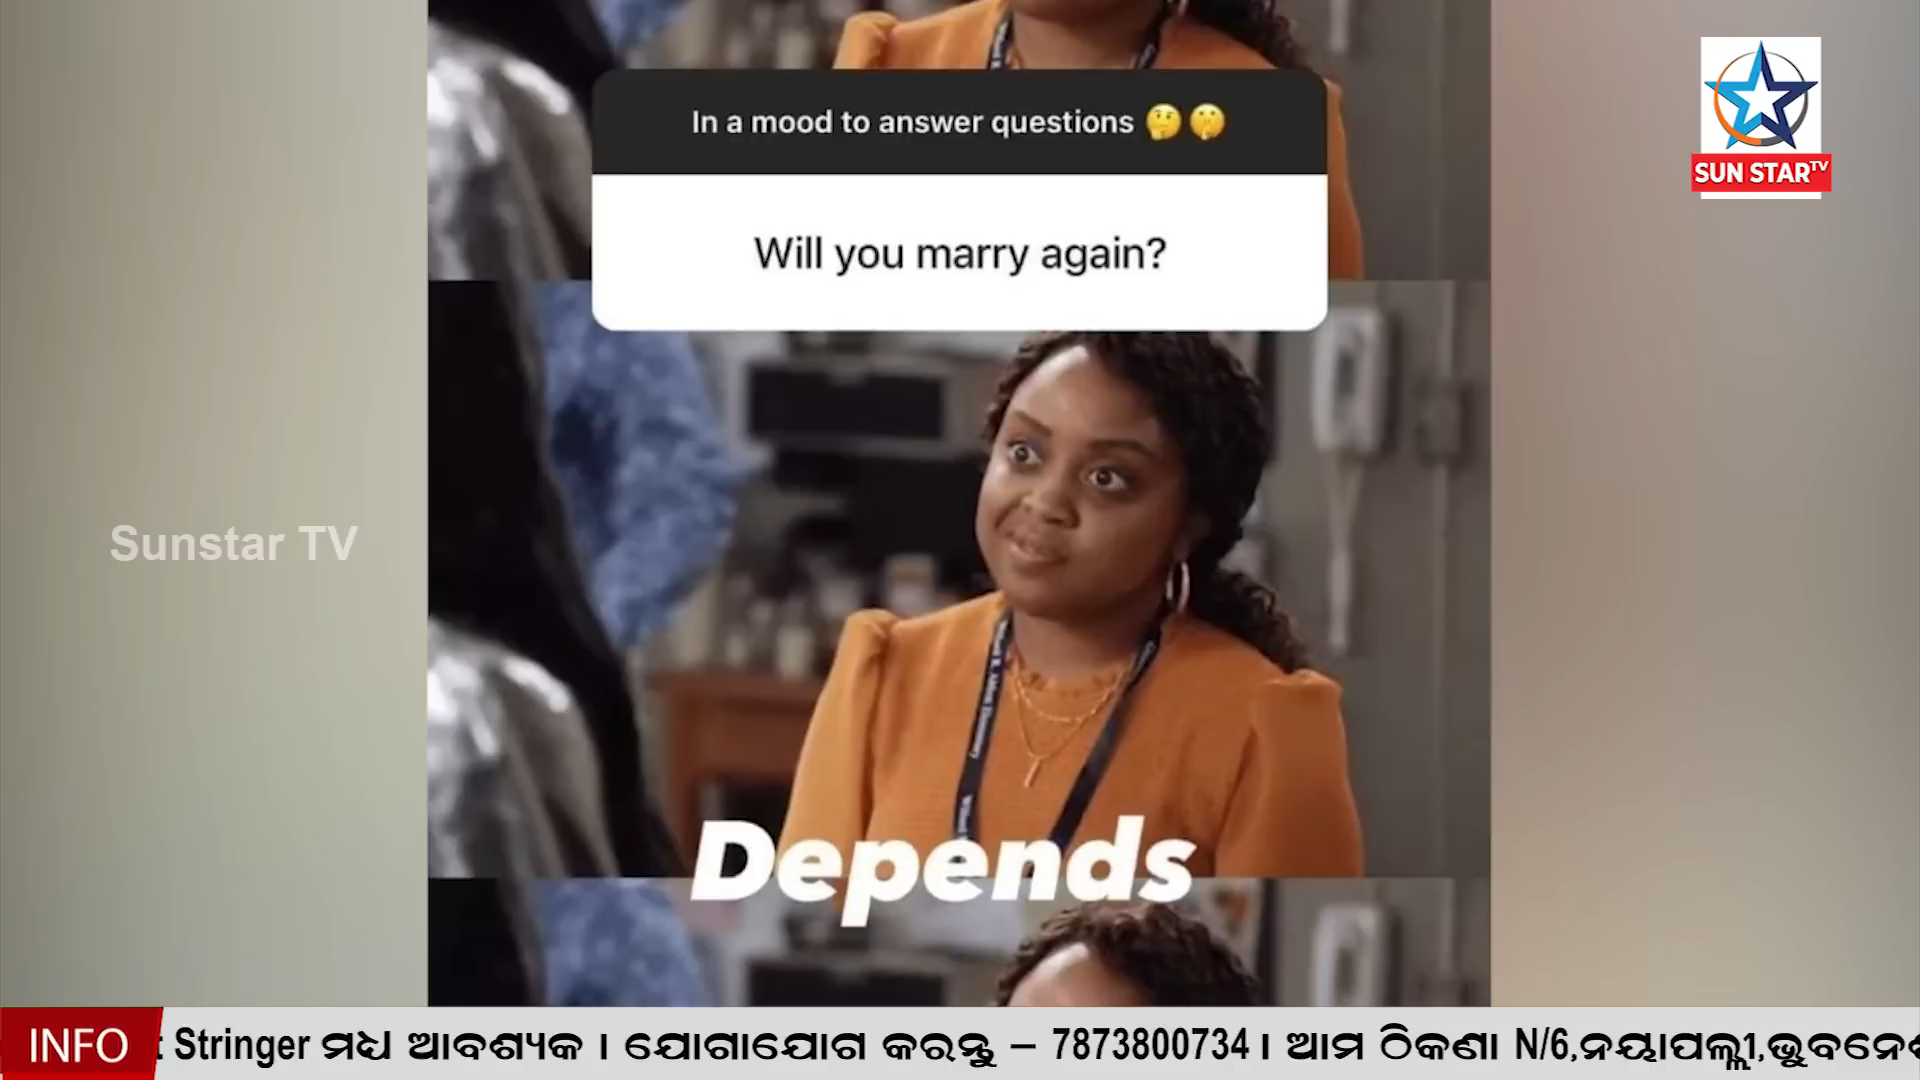 In a mood to answer questions 🤔🤫
SUN STAR TV
Will you marry again?
Sunstar TV
Depends
INFO
Stringer ମଧ୍ୟ ଆବଶ୍ୟକ । ଯୋଗାଯୋଗ କରନ୍ତୁ – 7873800734 । ଆମ ଠିକଣା N/6,ନୟାପଲ୍ଲୀ,